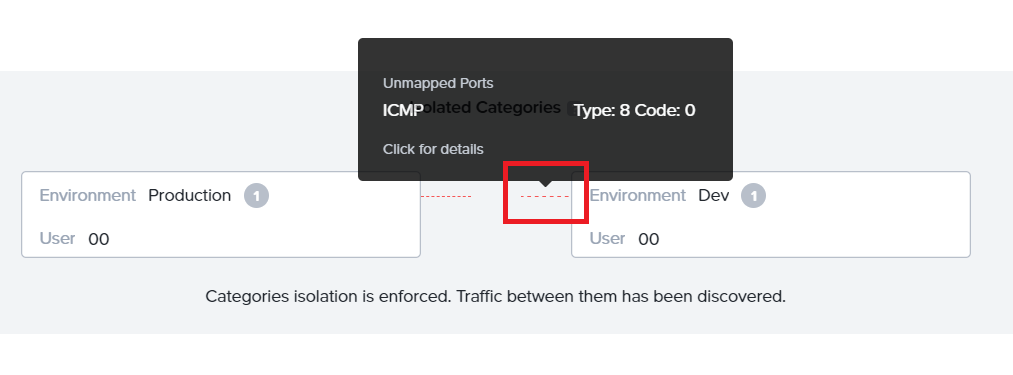 Unmapped Ports
Isolated Categories
ICMP Type: 8 Code: 0
Click for details
Environment Production 1
User 00
Environment Dev 1
User 00
Categories isolation is enforced. Traffic between them has been discovered.